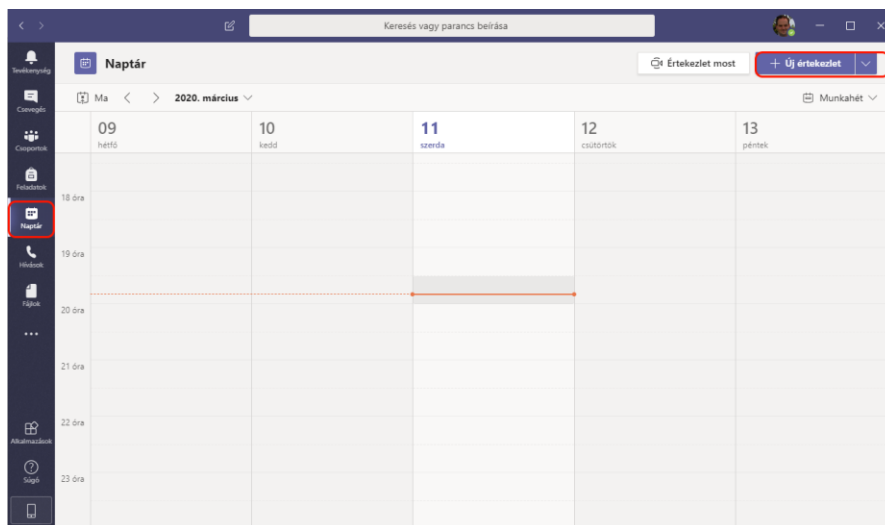 Keresés vagy parancs beírása
Tevékenység
Csevegés
Csoportok
Feladatok
Naptár
Hívások
Fájlok
Alkalmazások
Súgó
Naptár
Értekezlet most
+ Új értekezlet
Ma
2020. március
Munkahét
09
hétfő
10
kedd
11
szerda
12
csütörtök
13
péntek
18 óra
19 óra
20 óra
21 óra
22 óra
23 óra